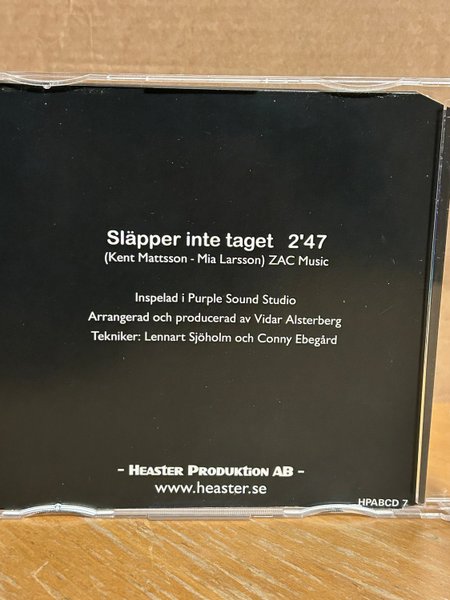 Släpper inte taget 2'47
(Kent Mattsson - Mia Larsson) ZAC Music
Inspelad i Purple Sound Studio
Arrangerad och producerad av Vidar Alsterberg
Tekniker: Lennart Sjöholm och Conny Ebegård
- HEASTER PRODUKTION AB -
www.heaster.se
HPABCD 7